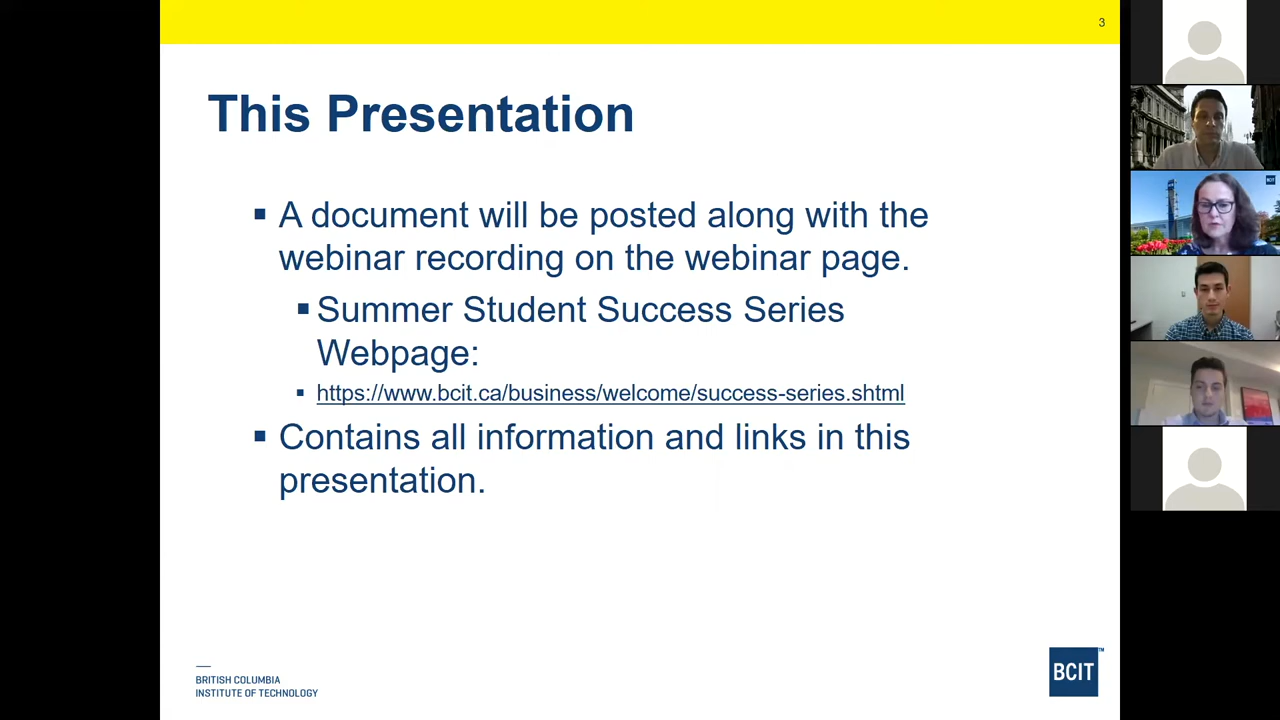 3
This Presentation
▪ A document will be posted along with the
webinar recording on the webinar page.
▪ Summer Student Success Series
Webpage:
▪ https://www.bcit.ca/business/welcome/success-series.shtml
▪ Contains all information and links in this
presentation.
BRITISH COLUMBIA
INSTITUTE OF TECHNOLOGY
BCIT™
BCIT